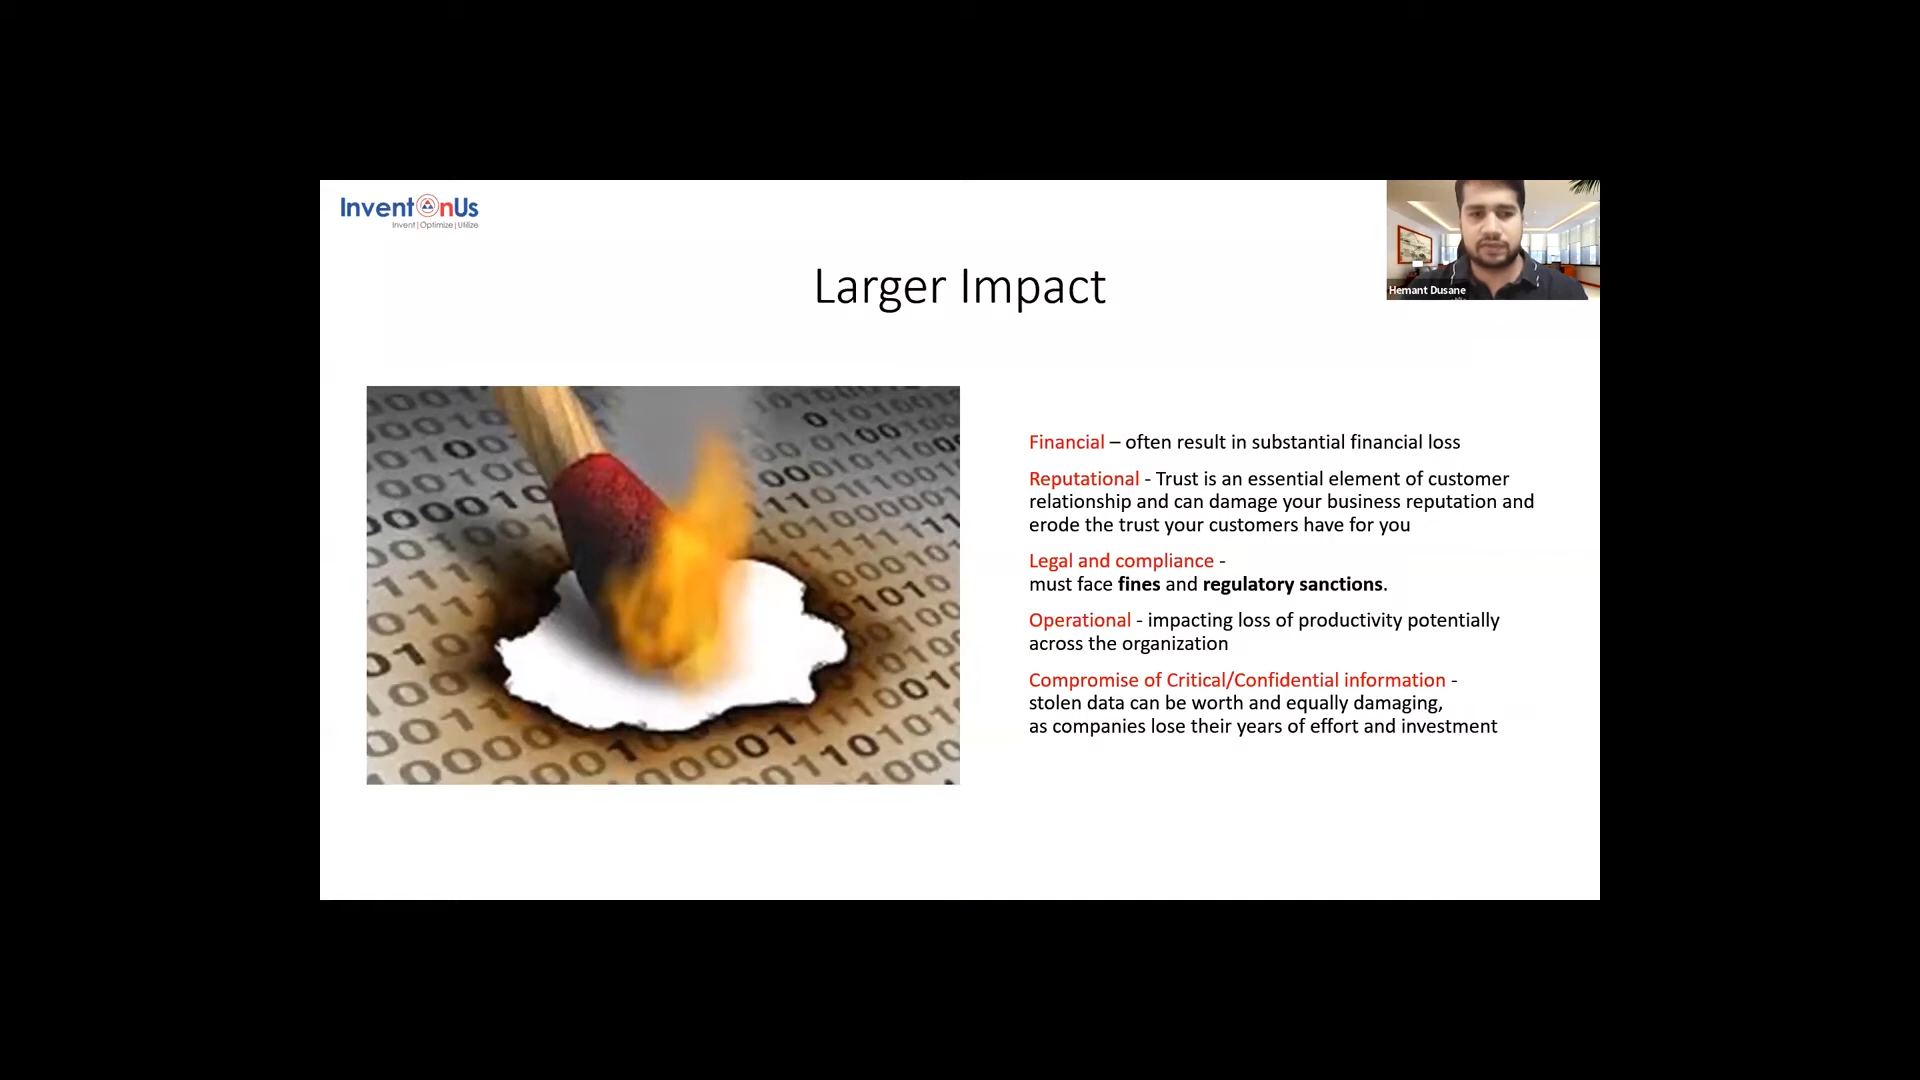 InventOnUs
Invent|Optimize|Utilize
Hemant Dusane
Larger Impact
Financial – often result in substantial financial loss
Reputational - Trust is an essential element of customer
relationship and can damage your business reputation and
erode the trust your customers have for you
Legal and compliance -
must face fines and regulatory sanctions.
Operational - impacting loss of productivity potentially
across the organization
Compromise of Critical/Confidential information -
stolen data can be worth and equally damaging,
as companies lose their years of effort and investment